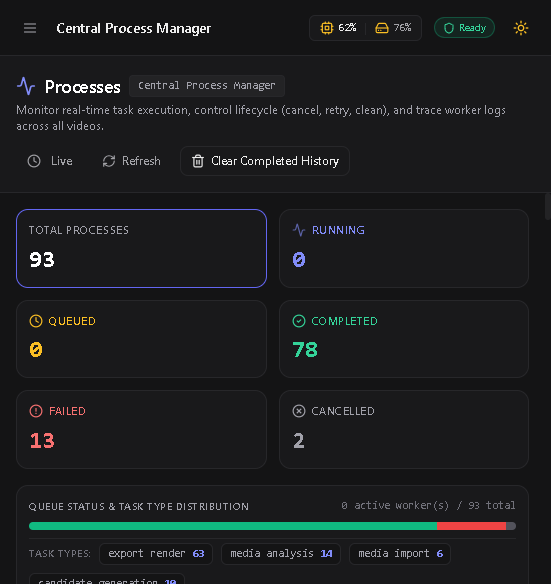 Central Process Manager 62% 76% Ready
Processes Central Process Manager
Monitor real-time task execution, control lifecycle (cancel, retry, clean), and trace worker logs
across all videos.
Live Refresh Clear Completed History
TOTAL PROCESSES
93
RUNNING
0
QUEUED
0
COMPLETED
78
FAILED
13
CANCELLED
2
QUEUE STATUS & TASK TYPE DISTRIBUTION 0 active worker(s) / 93 total
TASK TYPES: export render 63 media analysis 14 media import 6
candidate generation 10